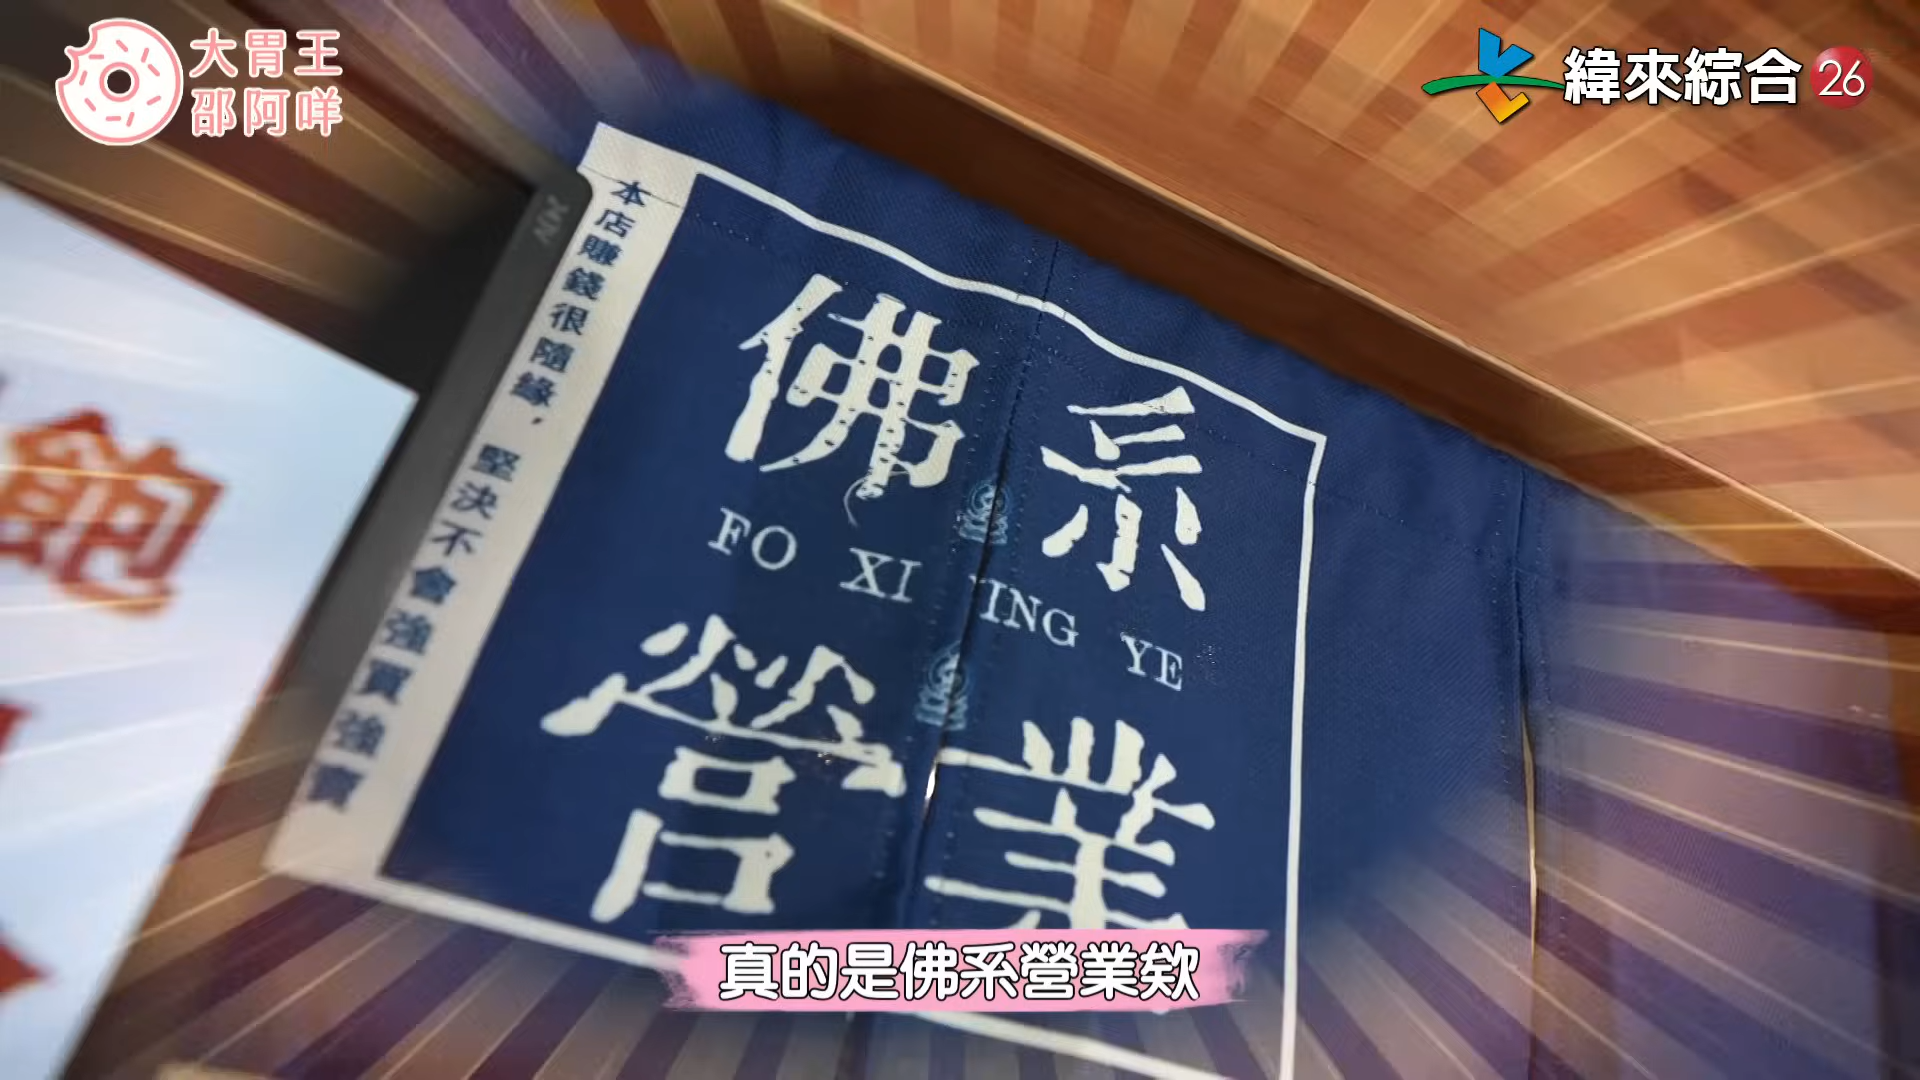 大胃王
邵阿咩
緯來綜合 26
本店賺錢很隨緣，堅決不會強買強賣
佛系
FO XI YING YE
營業
飽
真的是佛系營業欸